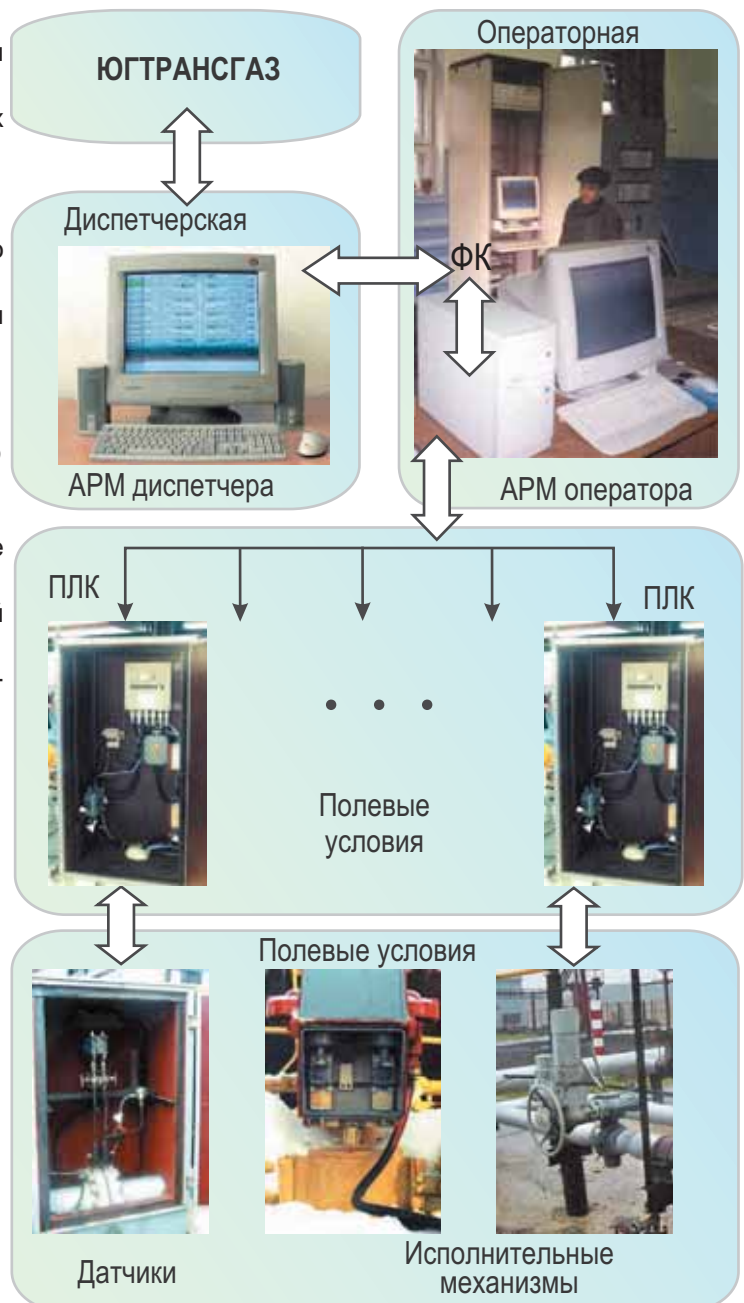 ЮГТРАНСГАЗ
Операторная
Диспетчерская
ФК
АРМ диспетчера
АРМ оператора
ПЛК
ПЛК
Полевые
условия
Полевые условия
Датчики
Исполнительные
механизмы